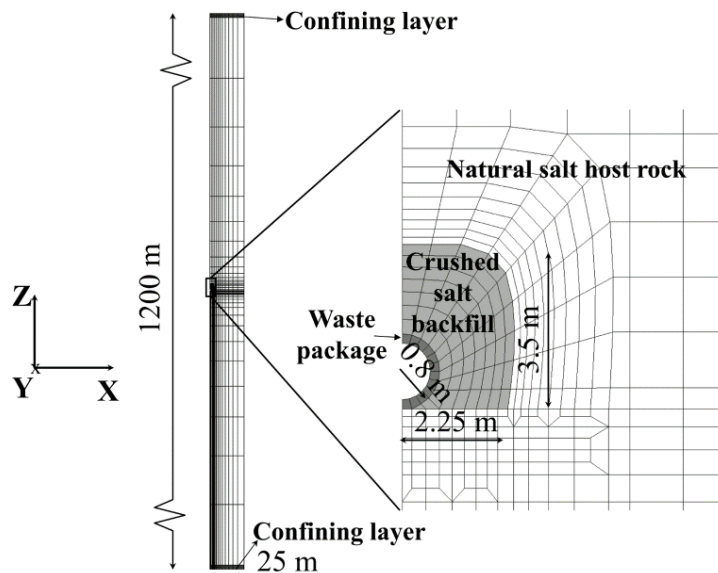 Confining layer
Natural salt host rock
Crushed
salt
backfill
1200 m
Z
Waste
package
0.8 m
3.5 m
Y
x
X
2.25 m
Confining layer
25 m